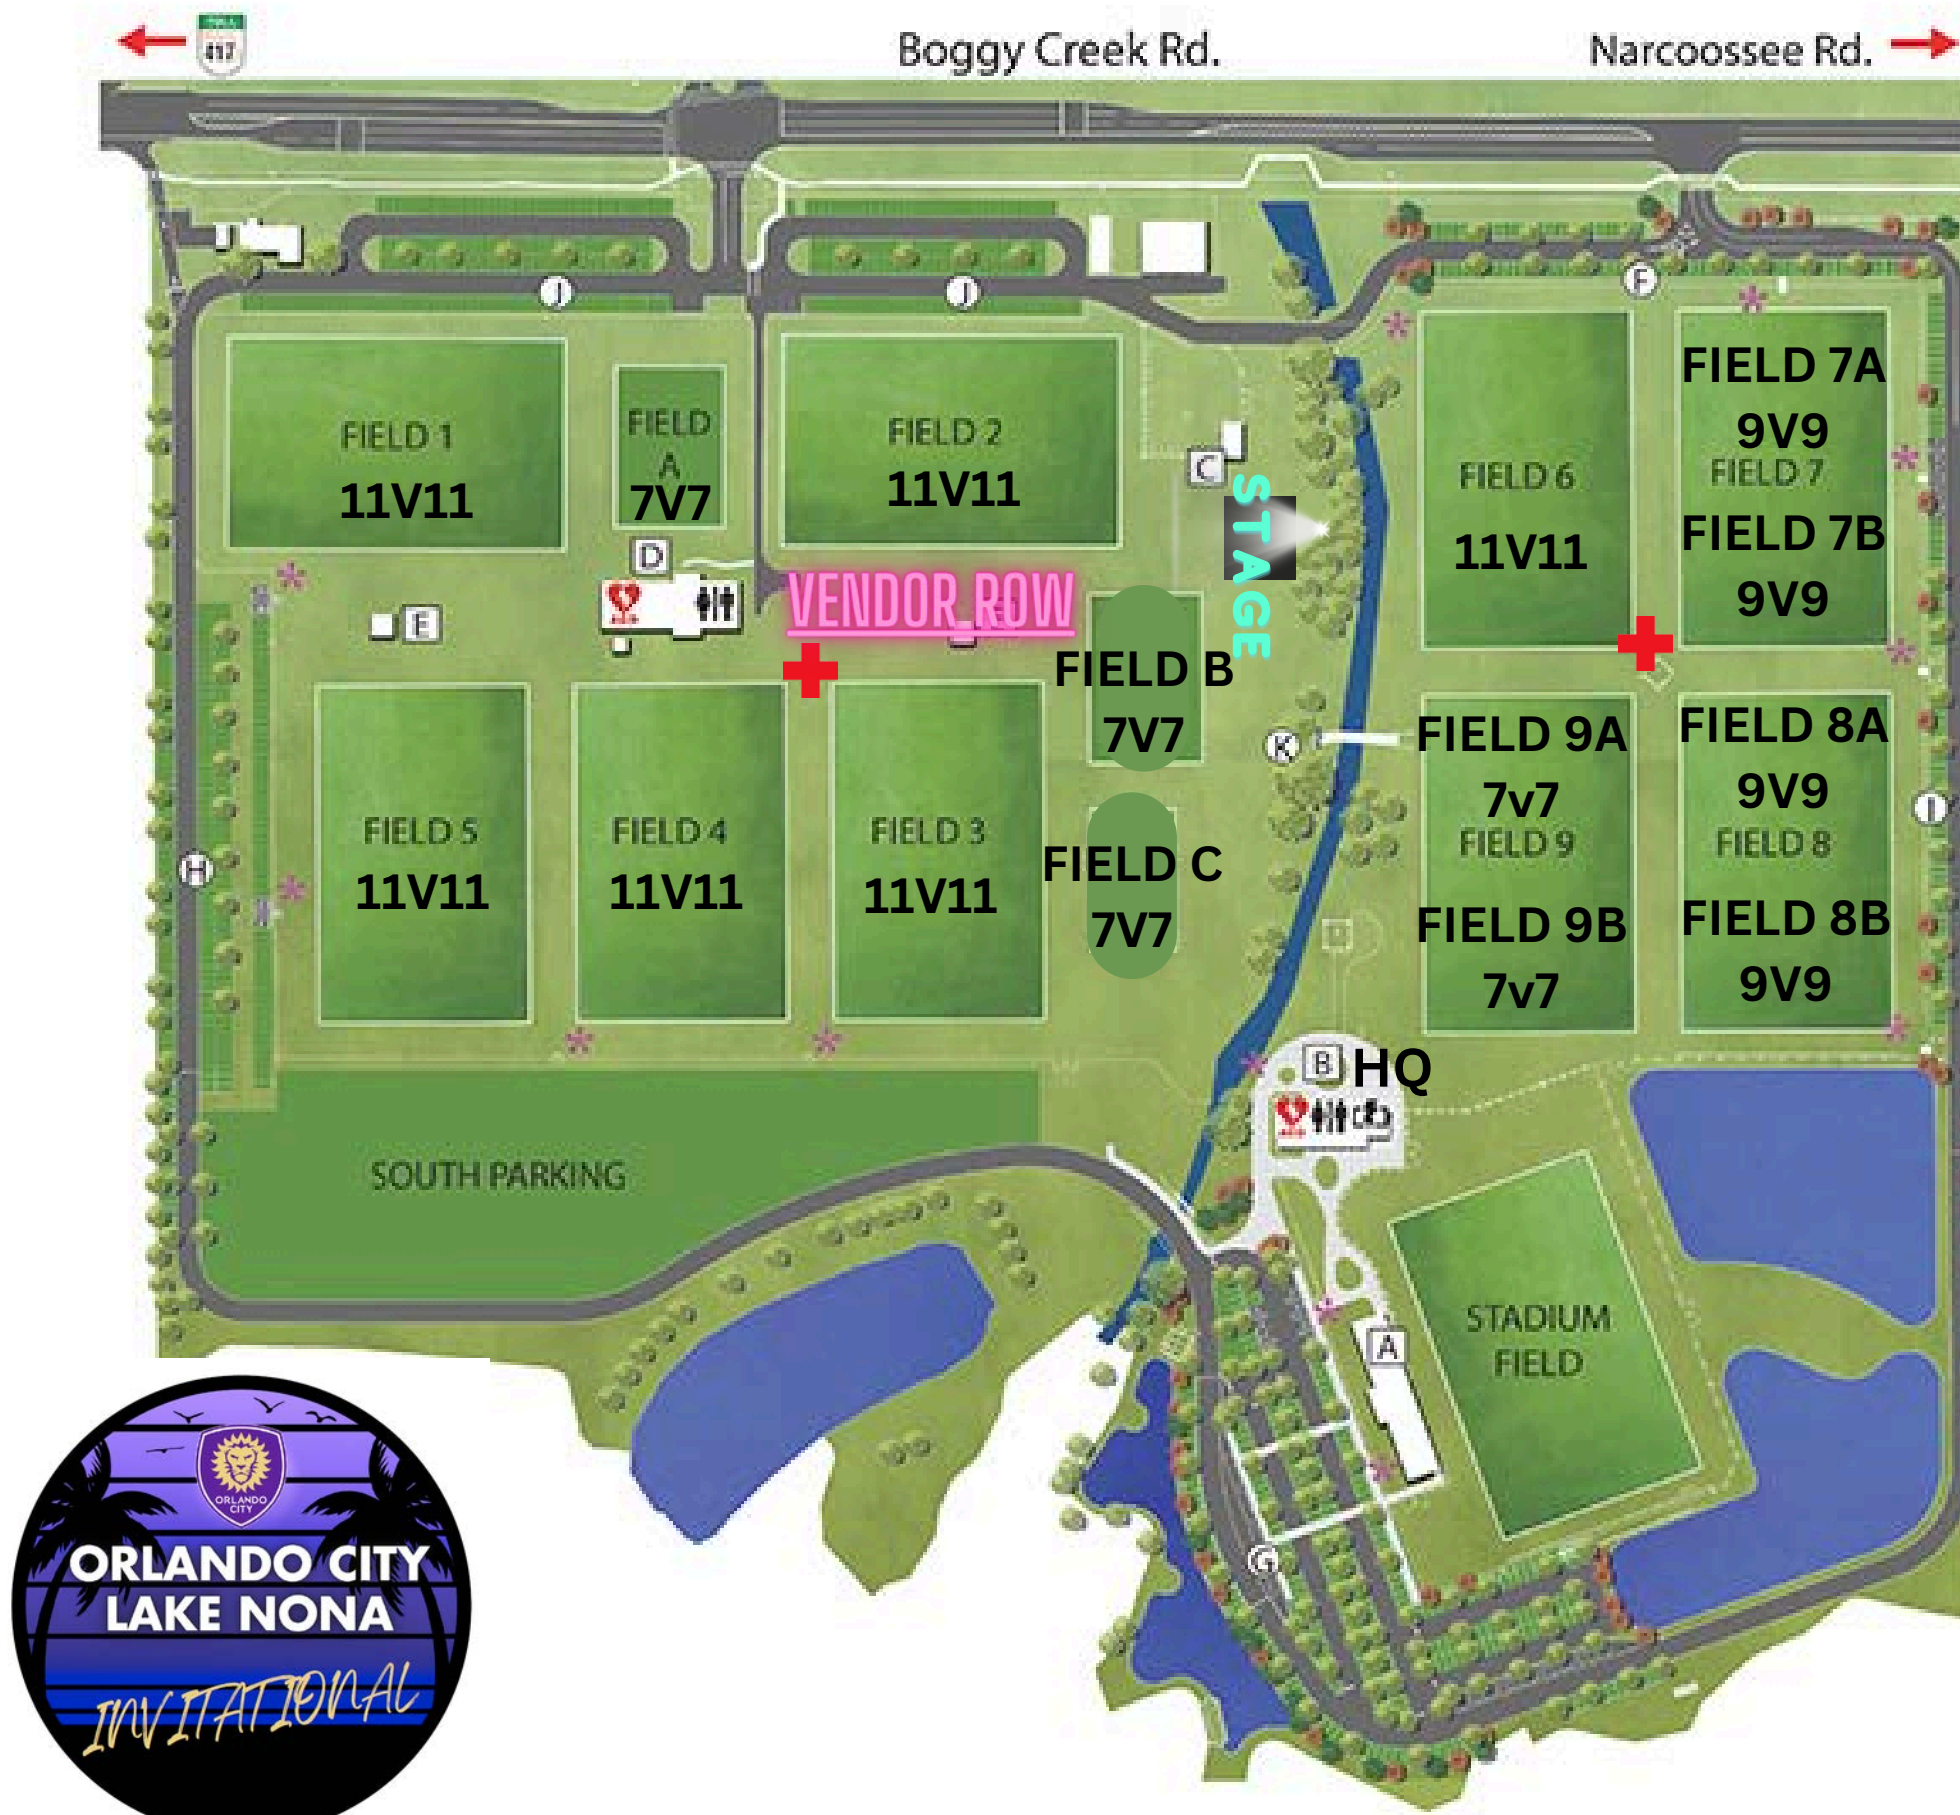 417
Boggy Creek Rd.
Narcoossee Rd.
J
J
F
FIELD 1
11V11
FIELD
A
7V7
FIELD 2
11V11
C
STAGE
FIELD 6
11V11
FIELD 7A
9V9
FIELD 7
FIELD 7B
9V9
D
E
VENDOR ROW
FIELD B
7V7
K
FIELD 9A
7v7
FIELD 9
FIELD 9B
7v7
FIELD 8A
9V9
FIELD 8
FIELD 8B
9V9
I
H
FIELD 5
11V11
FIELD 4
11V11
FIELD 3
11V11
FIELD C
7V7
B
HQ
SOUTH PARKING
A
STADIUM
FIELD
G
ORLANDO
CITY
ORLANDO CITY
LAKE NONA
INVITATIONAL